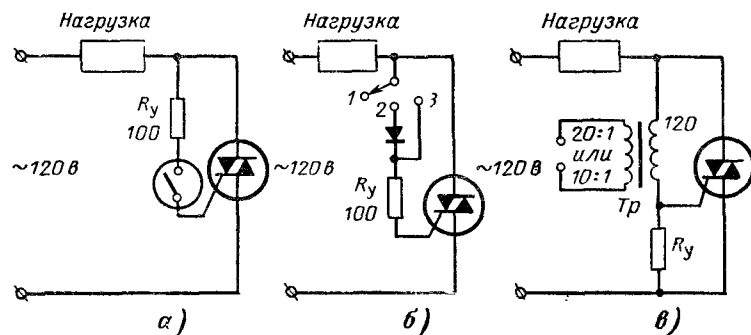 Нагрузка
Rу
100
~120 в
а)
Нагрузка
1
2
3
Rу
100
~120 в
б)
Нагрузка
20:1
или
10:1
120
Тр
~120 в
Rу
в)